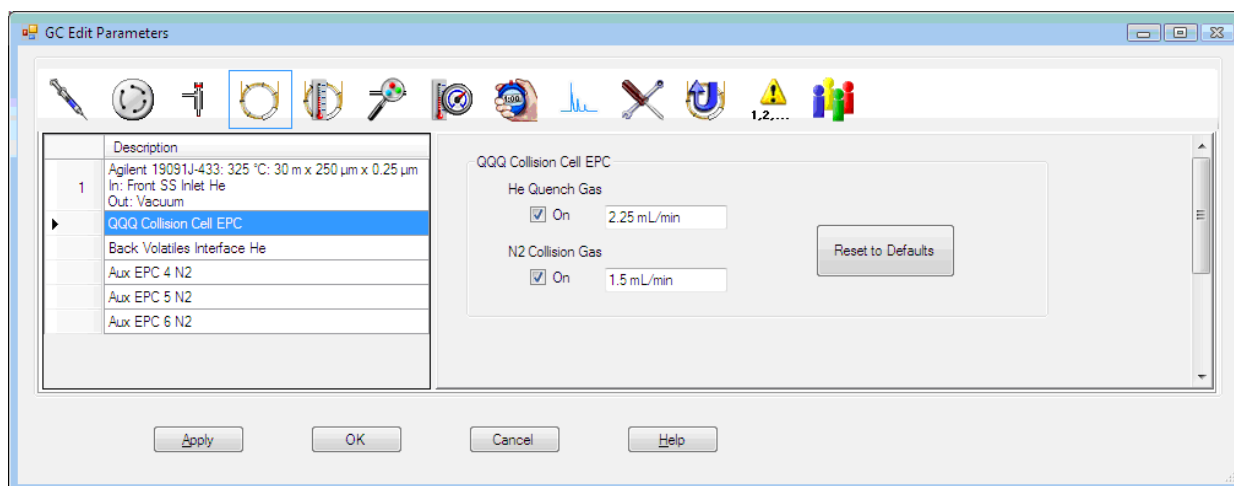 GC Edit Parameters
1:00
1,2,...
Description
1
Agilent 19091J-433: 325 °C: 30 m x 250 µm x 0.25 µm
In: Front SS Inlet He
Out: Vacuum
QQQ Collision Cell EPC
Back Volatiles Interface He
Aux EPC 4 N2
Aux EPC 5 N2
Aux EPC 6 N2
QQQ Collision Cell EPC
He Quench Gas
On 2.25 mL/min
N2 Collision Gas
On 1.5 mL/min
Reset to Defaults
Apply OK Cancel Help